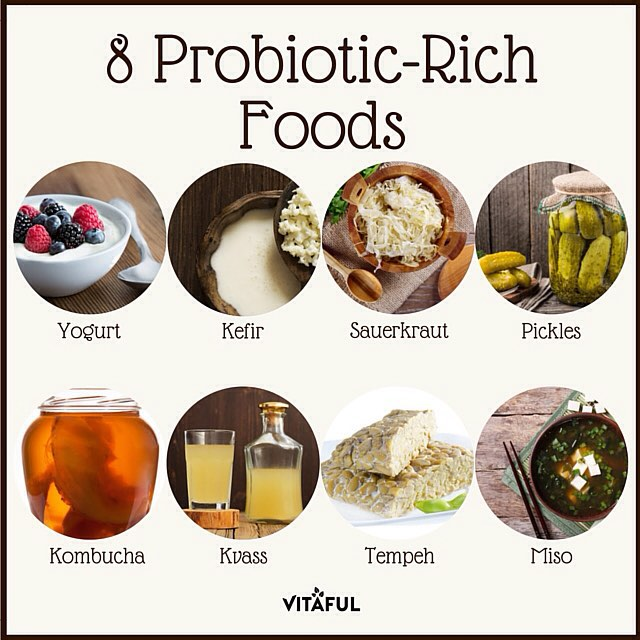 8 Probiotic-Rich
Foods
Yogurt
Kefir
Sauerkraut
Pickles
Kombucha
Kvass
Tempeh
Miso
VITAFUL